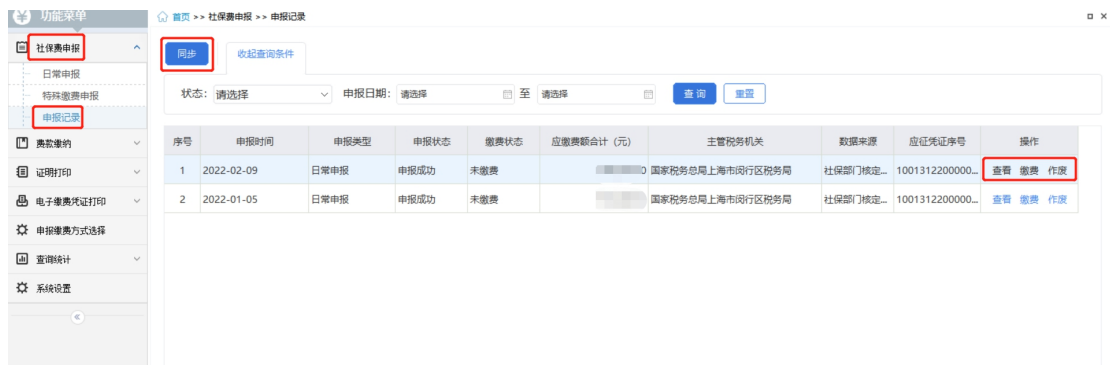 功能菜单
首页 >> 社保费申报 >> 申报记录
社保费申报
日常申报
特殊缴费申报
申报记录
费款缴纳
证明打印
电子缴费凭证打印
申报缴费方式选择
查询统计
系统设置
同步 收起查询条件
状态: 请选择 申报日期: 请选择 至 请选择 查询 重置
序号 申报时间 申报类型 申报状态 缴费状态 应缴费额合计（元） 主管税务机关 数据来源 应征凭证序号 操作
1 2022-02-09 日常申报 申报成功 未缴费 国家税务总局上海市闵行区税务局 社保部门核定... 1001312200000... 查看 缴费 作废
2 2022-01-05 日常申报 申报成功 未缴费 国家税务总局上海市闵行区税务局 社保部门核定... 1001312200000... 查看 缴费 作废